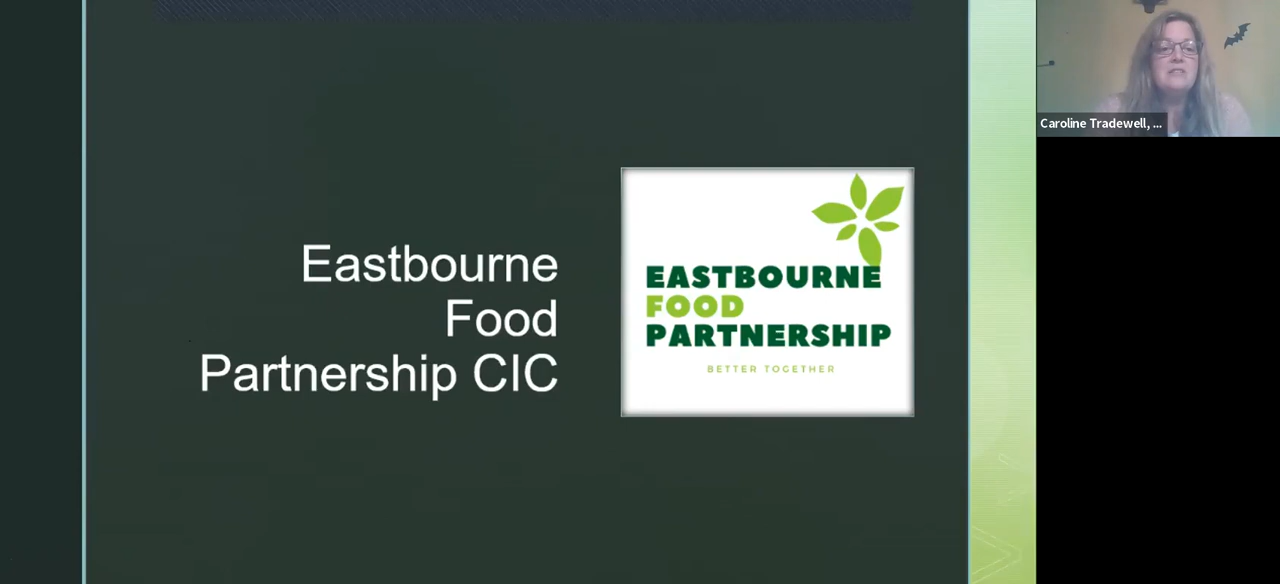 Eastbourne
Food
Partnership CIC
EASTBOURNE
FOOD
PARTNERSHIP
BETTER TOGETHER
Caroline Tradewell, ...